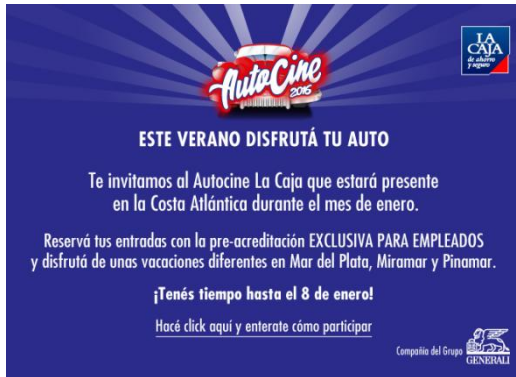 AutoCine
2016
LA
CAJA
de ahorro
y seguro
ESTE VERANO DISFRUTÁ TU AUTO
Te invitamos al Autocine La Caja que estará presente
en la Costa Atlántica durante el mes de enero.
Reservá tus entradas con la pre-acreditación EXCLUSIVA PARA EMPLEADOS
y disfrutá de unas vacaciones diferentes en Mar del Plata, Miramar y Pinamar.
¡Tenés tiempo hasta el 8 de enero!
Hacé click aquí y enterate cómo participar
Compañía del Grupo
GENERALI